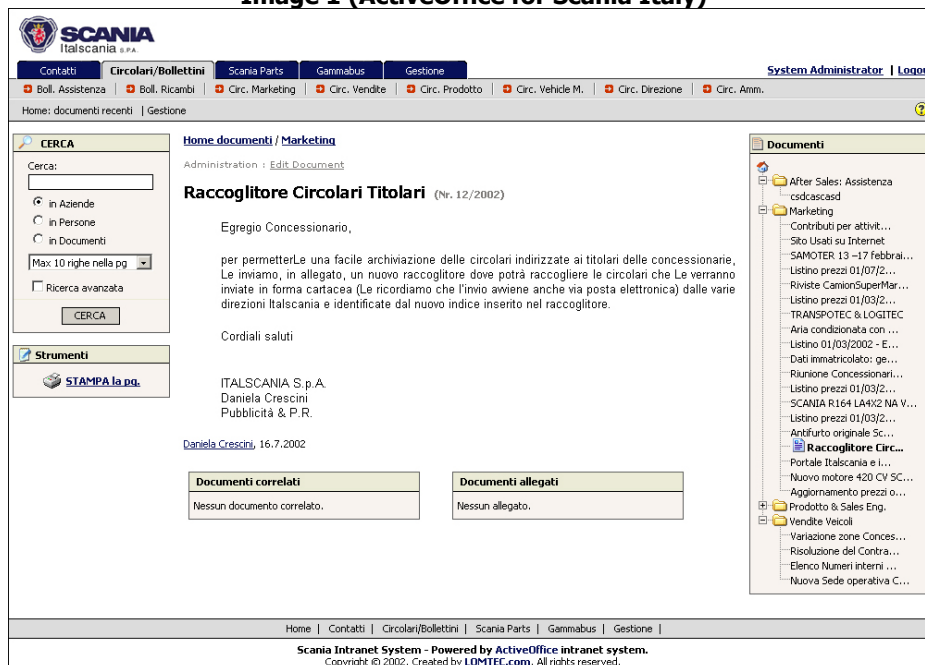 Image 1 (ActiveOffice for Scania Italy)
SCANIA
Italscania S.P.A.
Contatti
Circolari/Bollettini
Scania Parts
Gammabus
Gestione
System Administrator | Logou
Boll. Assistenza | Boll. Ricambi | Circ. Marketing | Circ. Vendite | Circ. Prodotto | Circ. Vehicle M. | Circ. Direzione | Circ. Amm.
Home: documenti recenti | Gestione
CERCA
Cerca:
in Aziende
in Persone
in Documenti
Max 10 righe nella pg
Ricerca avanzata
CERCA
Strumenti
STAMPA la pg.
Home documenti / Marketing
Administration : Edit Document
Raccoglitore Circolari Titolari (Nr. 12/2002)
Egregio Concessionario,
per permetterLe una facile archiviazione delle circolari indirizzate ai titolari delle concessionarie,
Le inviamo, in allegato, un nuovo raccoglitore dove potrà raccogliere le circolari che Le verranno
inviate in forma cartacea (Le ricordiamo che l'invio avviene anche via posta elettronica) dalle varie
direzioni Italscania e identificate dal nuovo indice inserito nel raccoglitore.
Cordiali saluti
ITALSCANIA S.p.A.
Daniela Crescini
Pubblicità & P.R.
Daniela Crescini, 16.7.2002
Documenti correlati
Nessun documento correlato.
Documenti allegati
Nessun allegato.
Documenti
After Sales: Assistenza
csdcascasd
Marketing
Contributi per attivit...
Sito Usati su Internet
SAMOTER 13 –17 febbrai...
Listino prezzi 01/07/2...
Riviste CamionSuperMar...
Listino prezzi 01/03/2...
TRANSPOTEC & LOGITEC
Aria condizionata con ...
Listino 01/03/2002 - E...
Dati immatricolato: ge...
Riunione Concessionari...
Listino prezzi 01/03/2...
SCANIA R164 LA4X2 NA V...
Listino prezzi 01/03/2...
Antifurto originale Sc...
Raccoglitore Circ...
Portale Italscania e i...
Nuovo motore 420 CV SC...
Aggiornamento prezzi o...
Prodotto & Sales Eng.
Vendite Veicoli
Variazione zone Conces...
Risoluzione del Contra...
Elenco Numeri interni ...
Nuova Sede operativa C...
Home | Contatti | Circolari/Bollettini | Scania Parts | Gammabus | Gestione |
Scania Intranet System - Powered by ActiveOffice intranet system.
Copyright © 2002. Created by LOMTEC.com. All rights reserved.